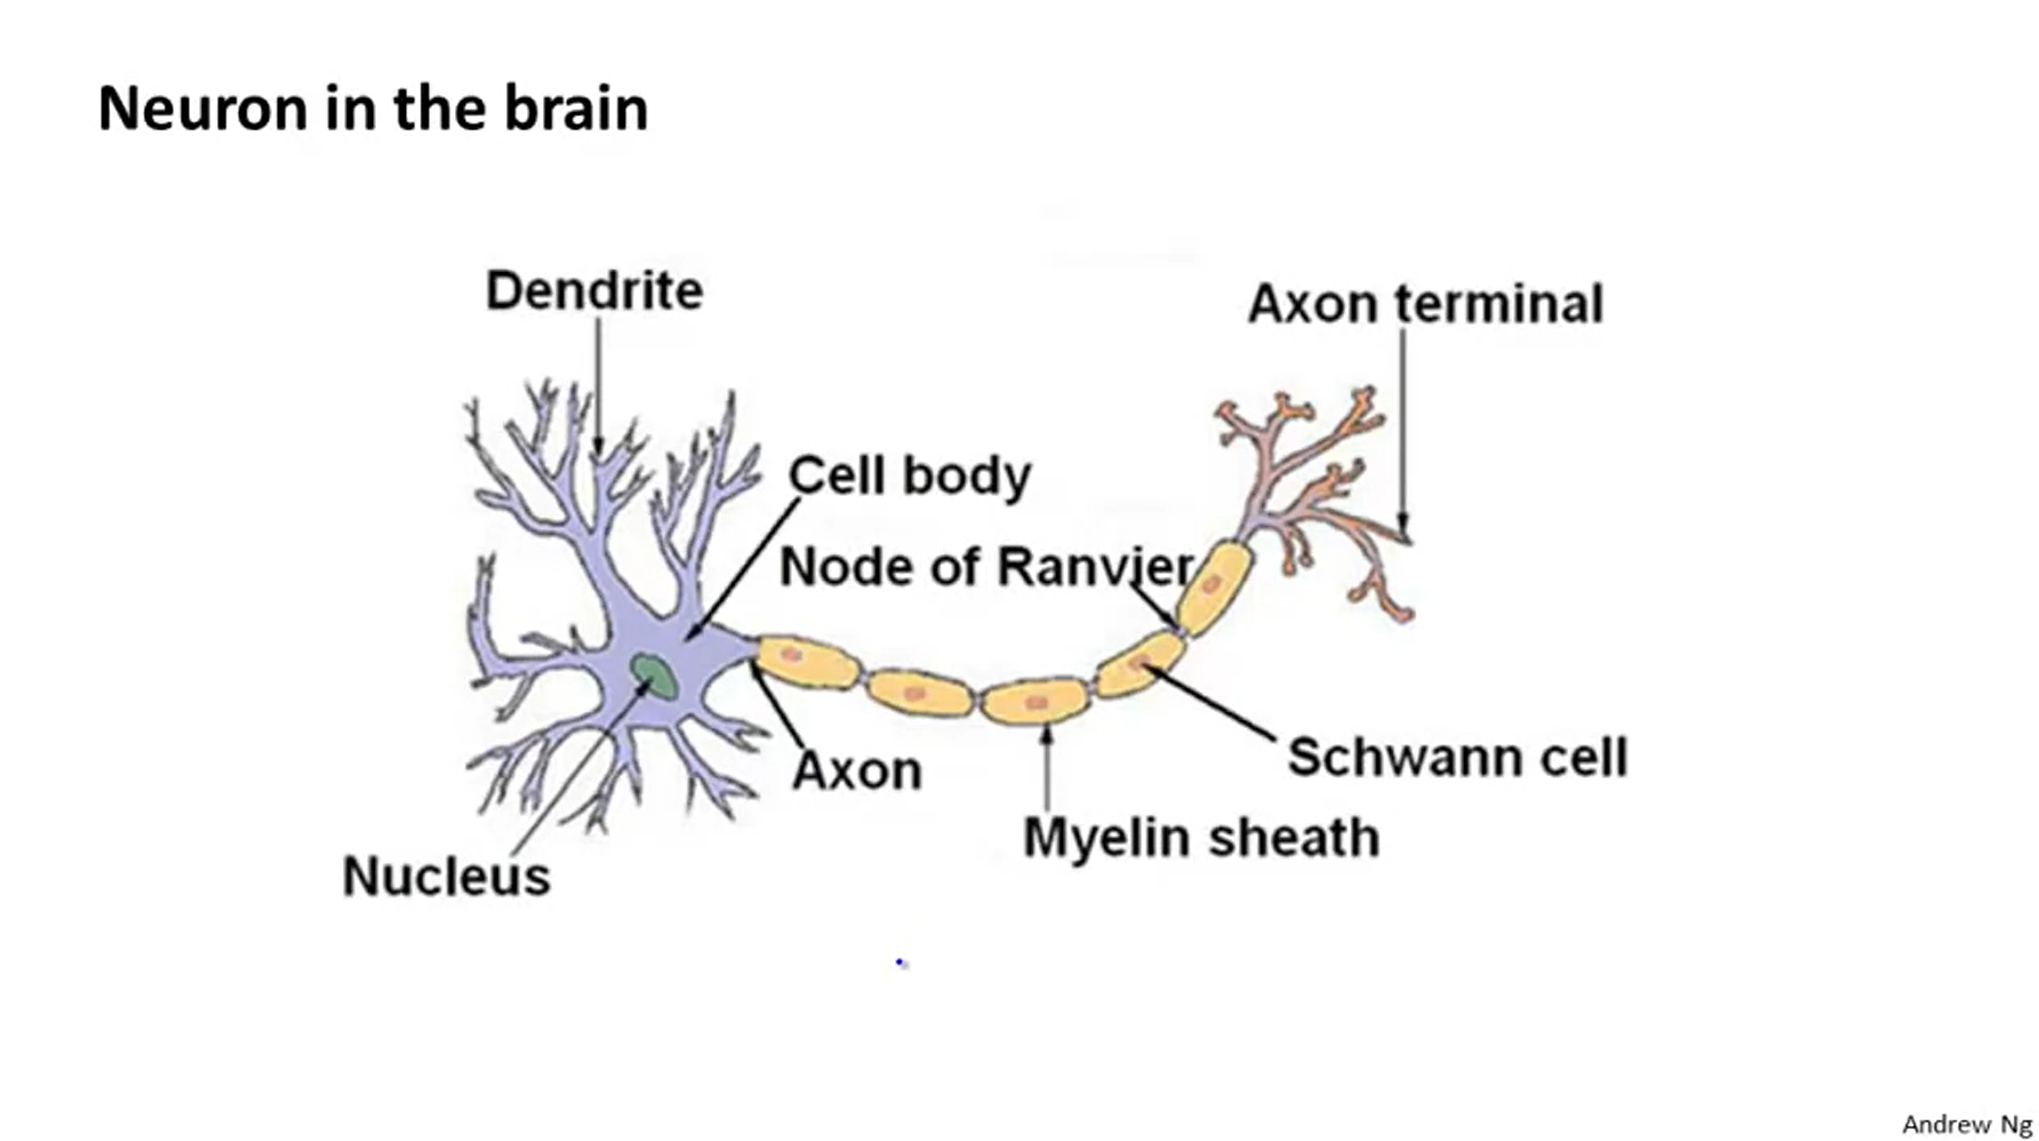 Neuron in the brain
Dendrite
Axon terminal
Cell body
Node of Ranvier
Axon
Schwann cell
Myelin sheath
Nucleus
Andrew Ng